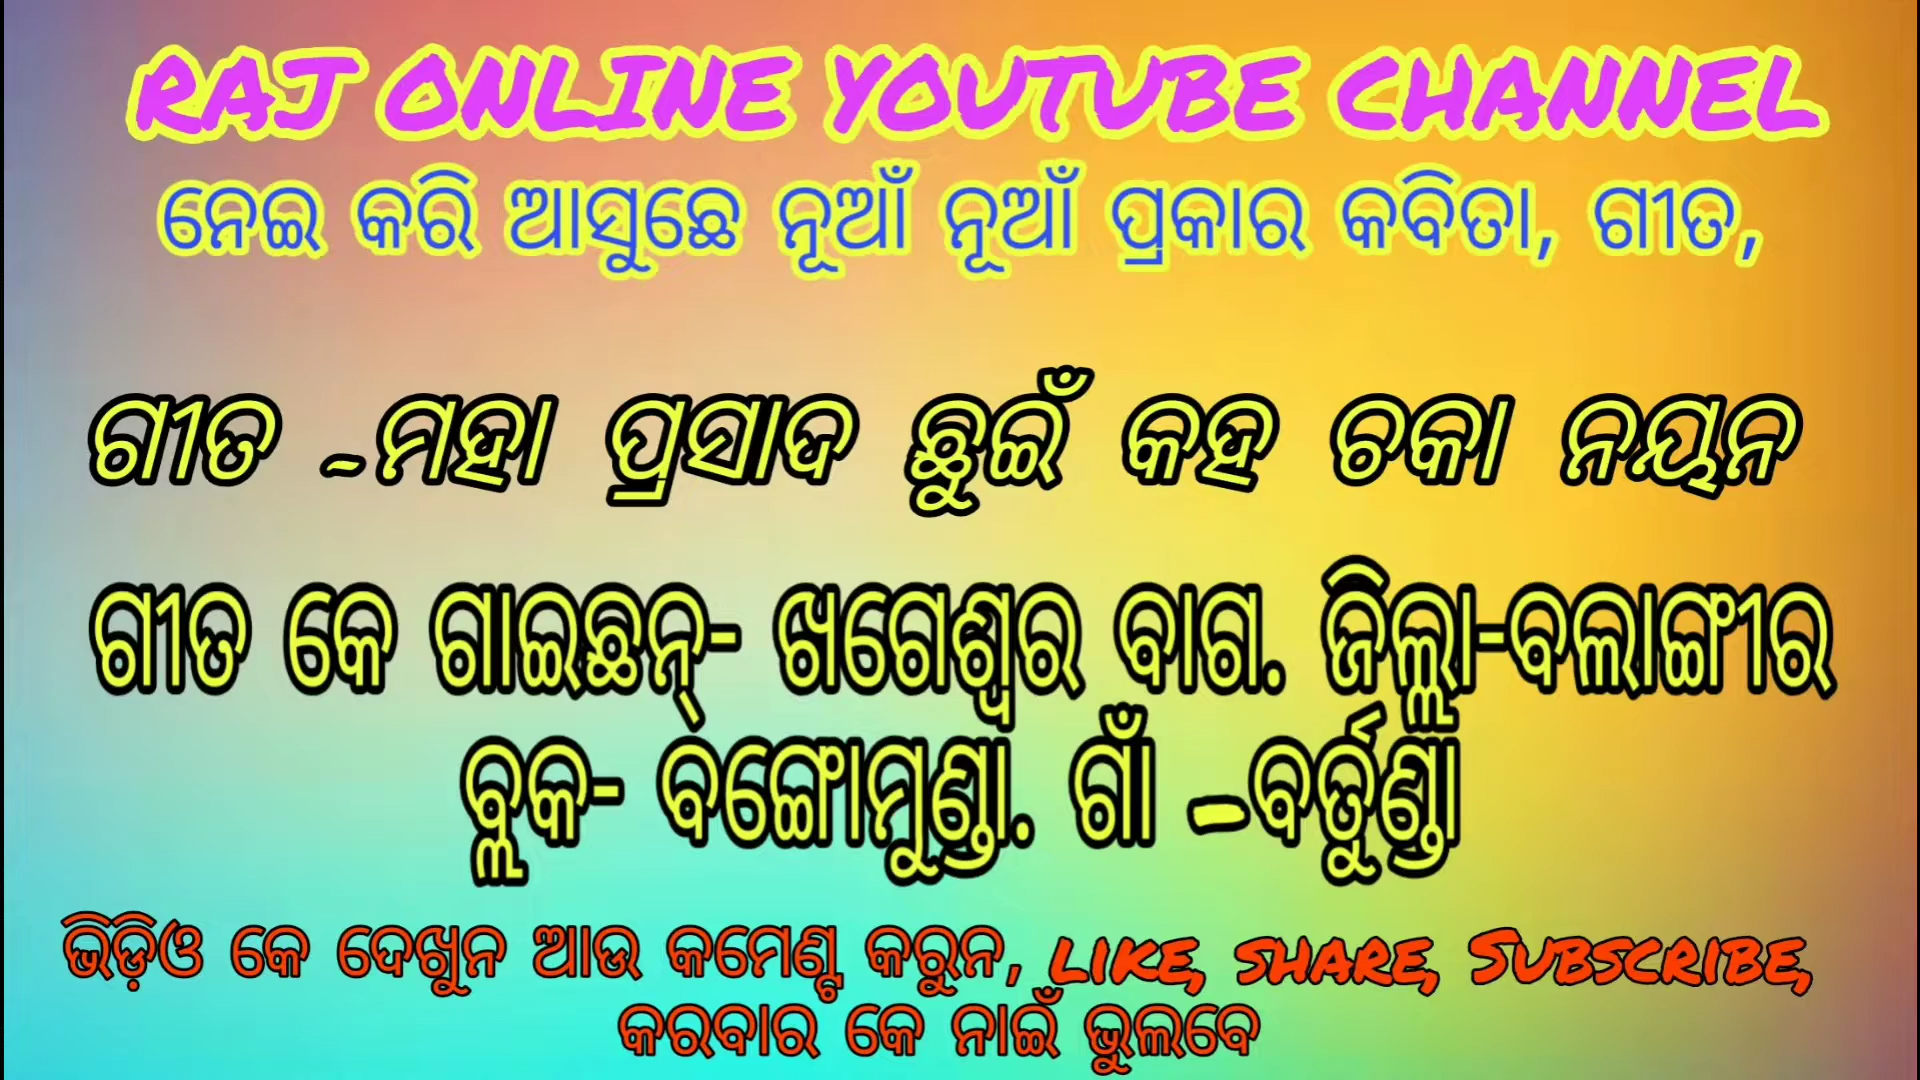 RAJ ONLINE YOUTUBE CHANNEL
ନେଇ କରି ଆସୁଛେ ନୂଆଁ ନୂଆଁ ପ୍ରକାର କବିତା, ଗୀତ,
ଗୀତ -ମହା ପ୍ରସାଦ ଛୁଇଁ କହ ଚକା ନୟନ
ଗୀତ କେ ଗାଇଛନ୍- ଖଗେଶ୍ୱର ବାଗ. ଜିଲ୍ଲା-ବଲାଙ୍ଗୀର
ବ୍ଲକ- ବଙ୍ଗୋମୁଣ୍ଡା. ଗାଁ –ବର୍ତୁଣ୍ଡା
ଭିଡ଼ିଓ କେ ଦେଖୁନ ଆଉ କମେଣ୍ଟ କରୁନ, LIKE, SHARE, SUBSCRIBE,
କରବାର କେ ନାଇଁ ଭୁଲବେ